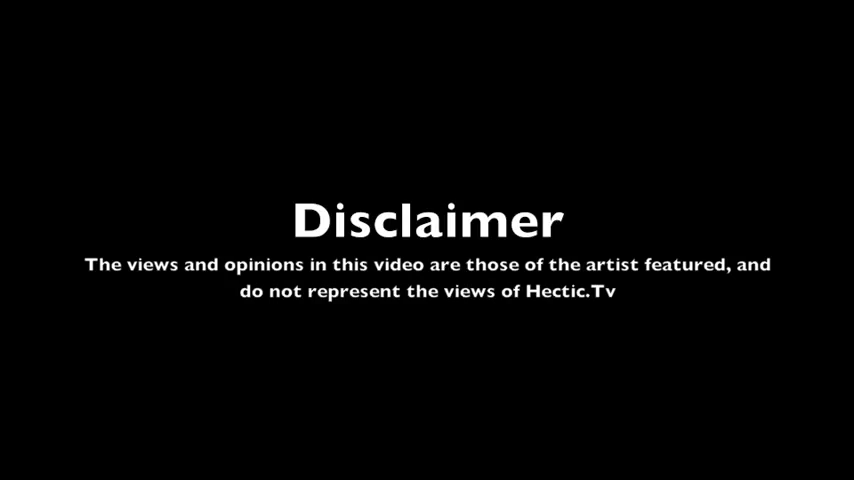 Disclaimer
The views and opinions in this video are those of the artist featured, and
do not represent the views of Hectic.Tv